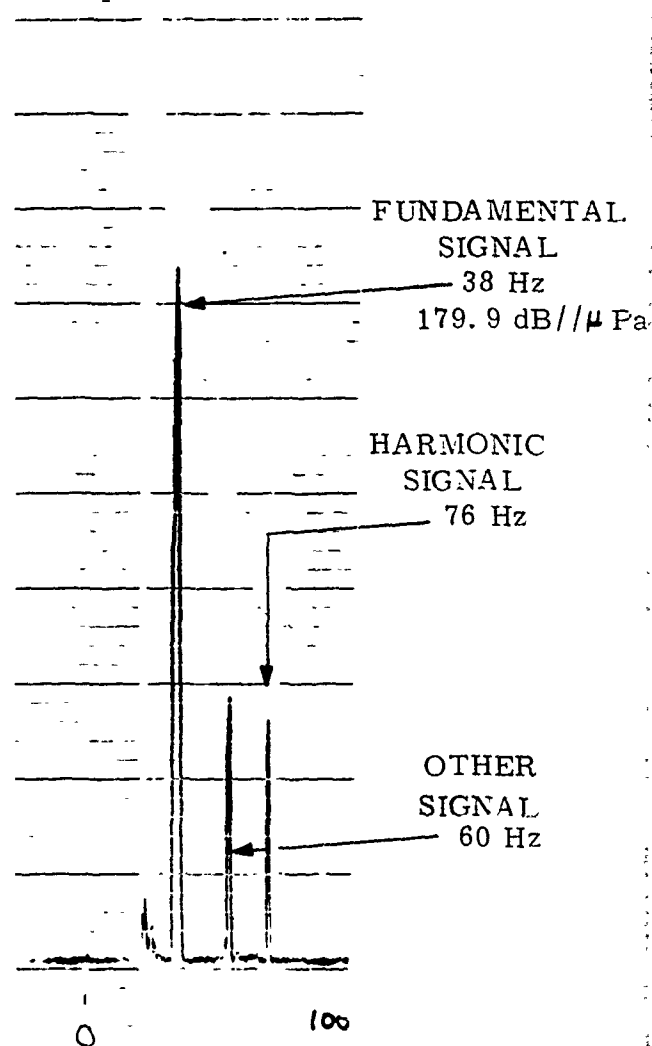 FUNDAMENTAL
SIGNAL
38 Hz
179.9 dB//μ Pa
HARMONIC
SIGNAL
76 Hz
OTHER
SIGNAL
60 Hz
0
100